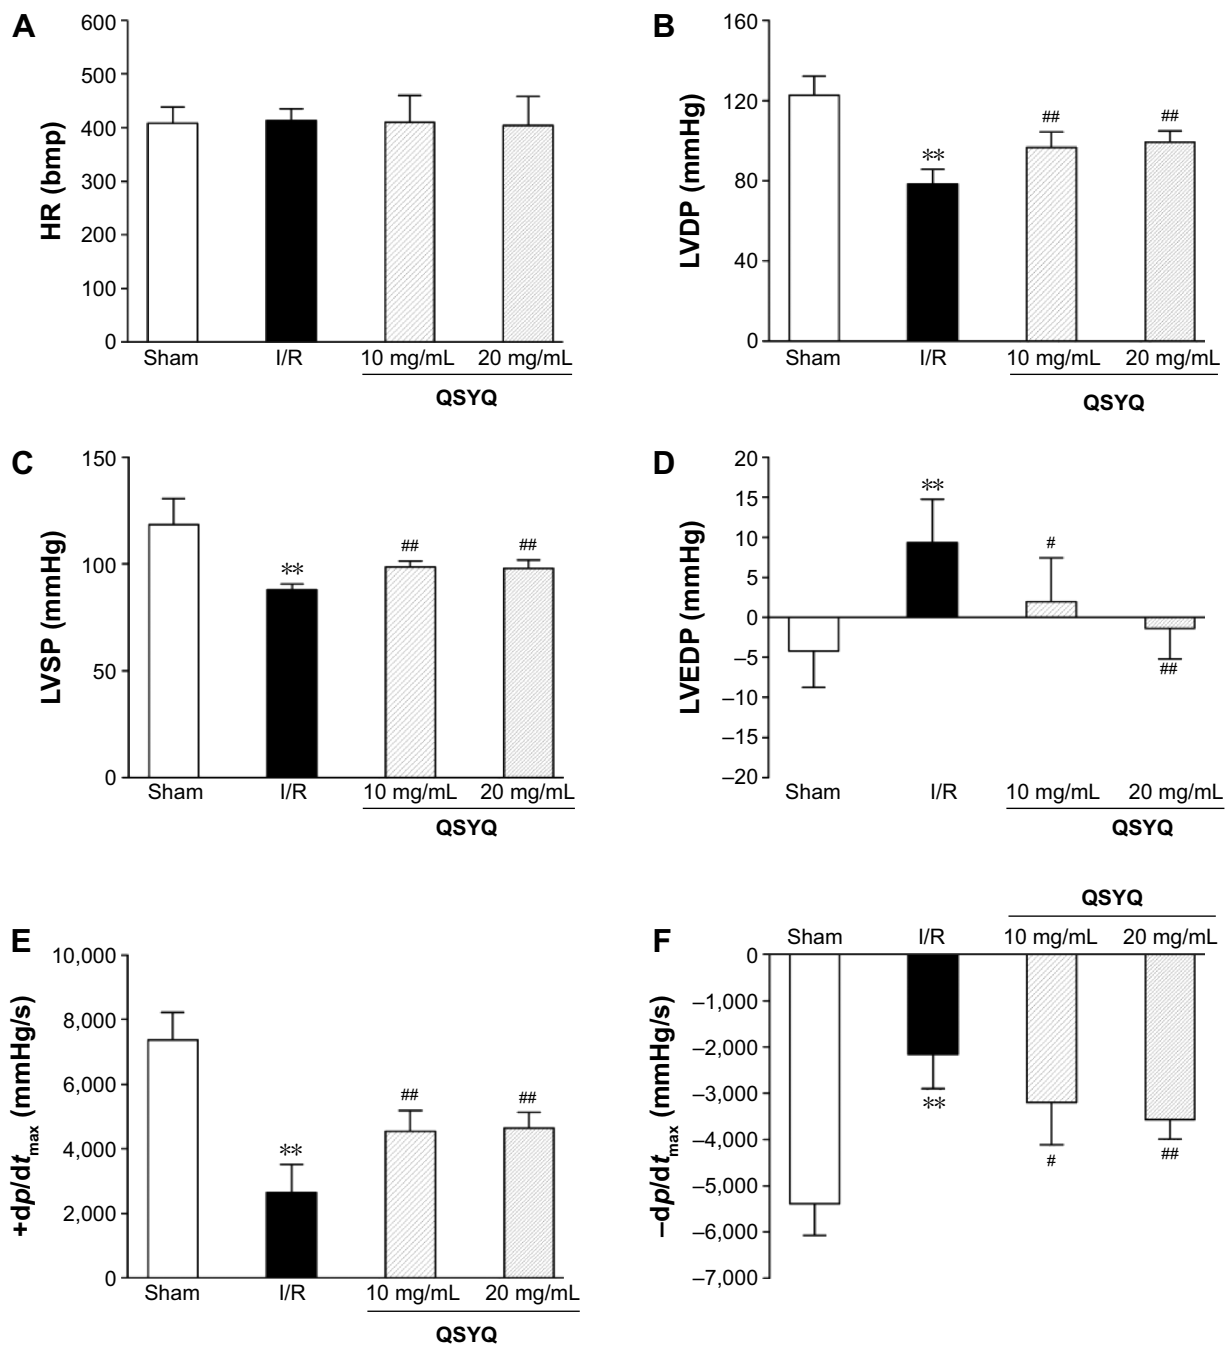 A
HR (bmp)
600
500
400
300
200
100
0
Sham I/R 10 mg/mL 20 mg/mL
QSYQ
B
LVDP (mmHg)
160
120
80
40
0
**
##
##
Sham I/R 10 mg/mL 20 mg/mL
QSYQ
C
LVSP (mmHg)
150
100
50
0
**
##
##
Sham I/R 10 mg/mL 20 mg/mL
QSYQ
D
LVEDP (mmHg)
20
15
10
5
0
–5
–10
–15
–20
**
#
##
Sham I/R 10 mg/mL 20 mg/mL
QSYQ
E
+dp/dtmax (mmHg/s)
10,000
8,000
6,000
4,000
2,000
0
**
##
##
Sham I/R 10 mg/mL 20 mg/mL
QSYQ
F
QSYQ
Sham I/R 10 mg/mL 20 mg/mL
–dp/dtmax (mmHg/s)
0
–1,000
–2,000
–3,000
–4,000
–5,000
–6,000
–7,000
**
#
##